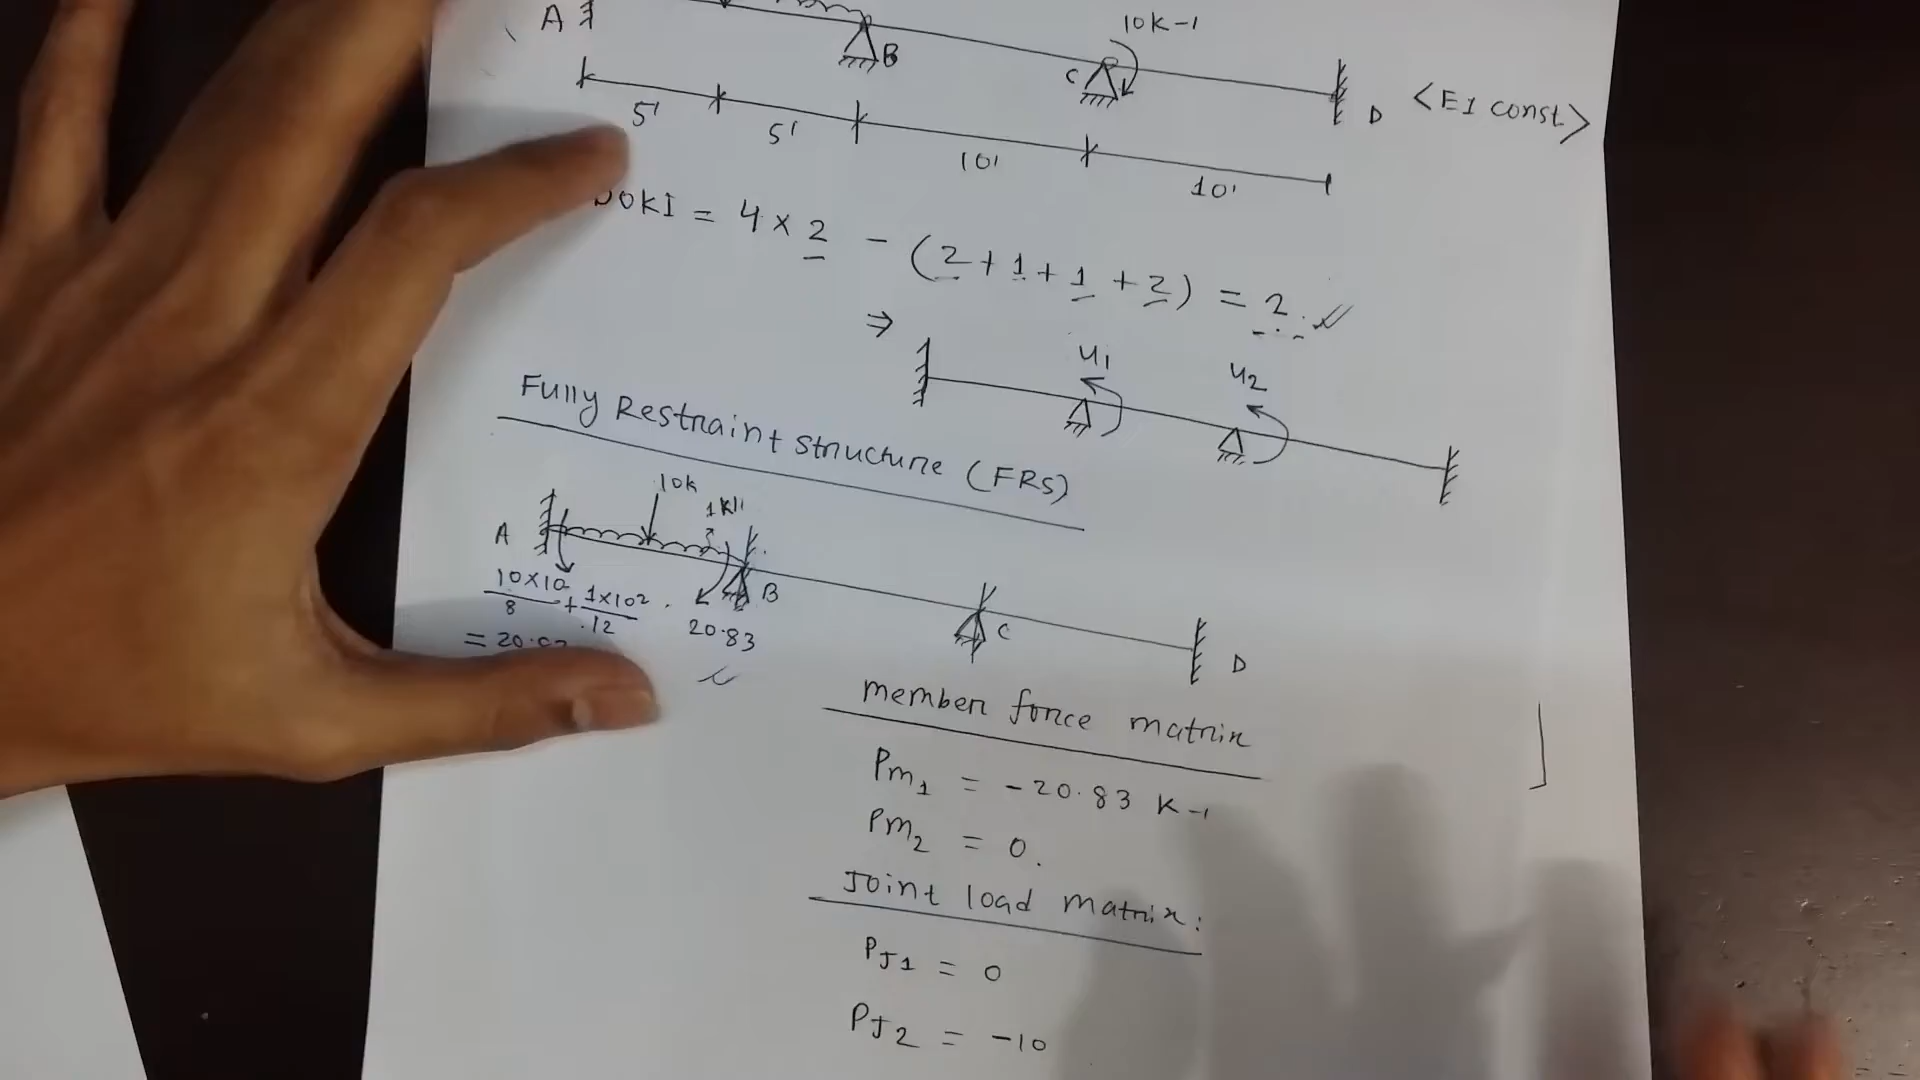 A
B
10k-1
C
D
<EI const>
5'
5'
10'
10'
DOKI = 4 × 2 - (2 + 1 + 1 + 2) = 2
⇒
u1
u2
Fully Restraint structure (FRS)
10k
1k/1
A
B
C
D
10×10/8 + 1×10²/12
20.83
= 20.
member force matrix
Pm1 = -20.83 k-1
Pm2 = 0.
Joint load matrix:
PJ1 = 0
PJ2 = -10